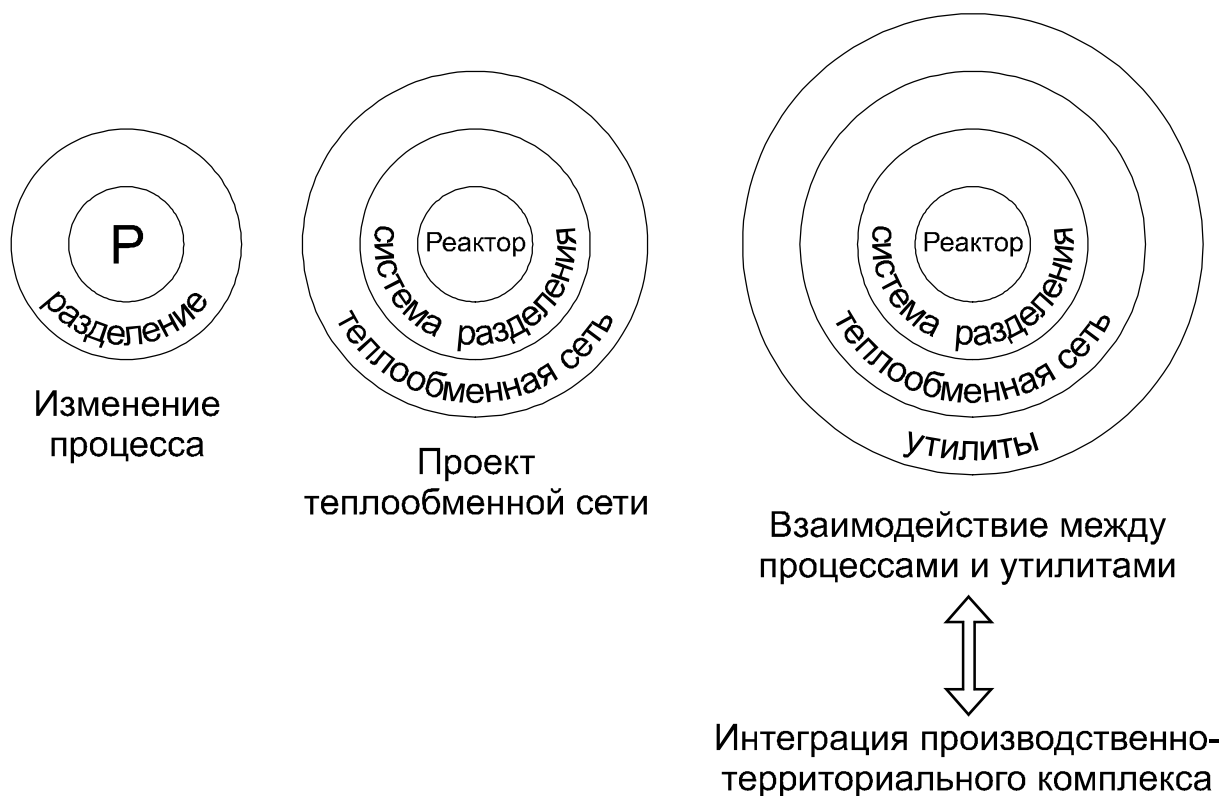 Р
разделение
Изменение
процесса
Реактор
система разделения
теплообменная сеть
Проект
теплообменной сети
Реактор
система разделения
теплообменная сеть
утилиты
Взаимодействие между
процессами и утилитами
Интеграция производственно-
территориального комплекса